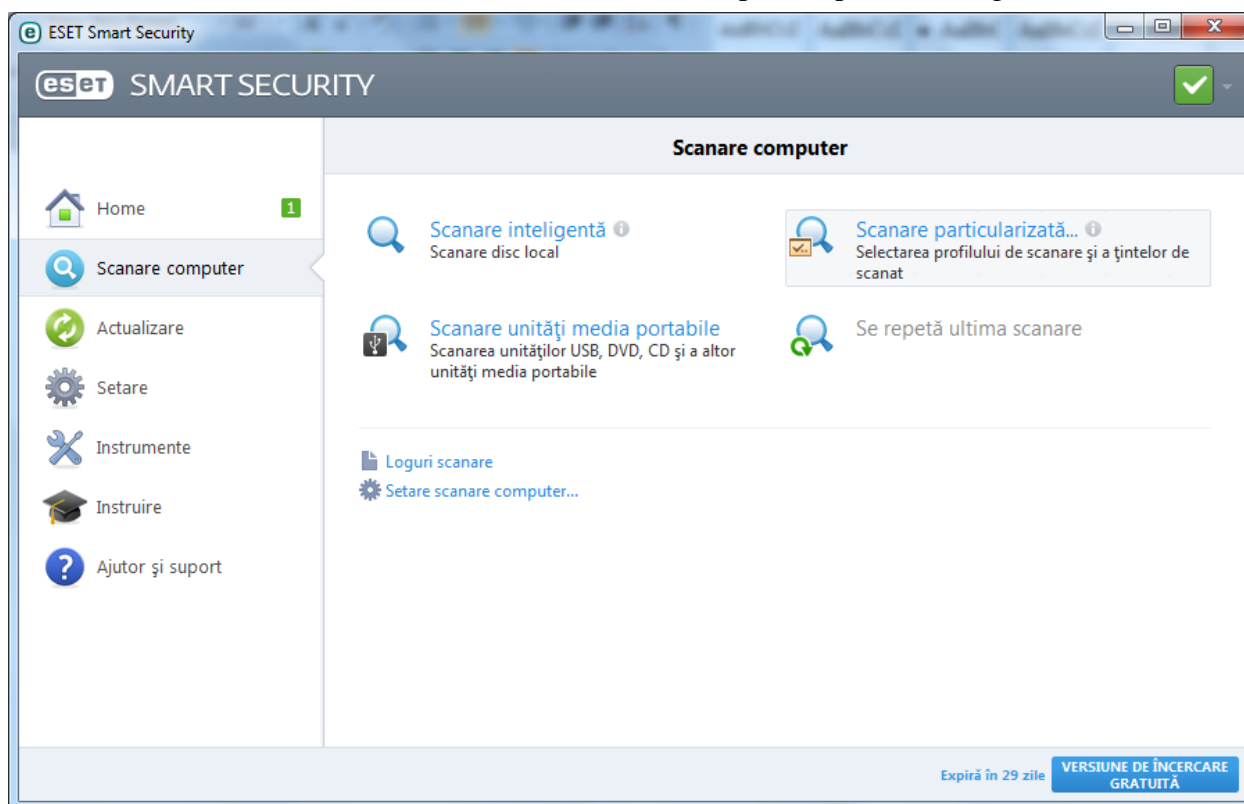 ESET Smart Security
eset SMART SECURITY
Scanare computer
Home 1
Scanare computer
Actualizare
Setare
Instrumente
Instruire
Ajutor şi suport
Scanare inteligentă
Scanare disc local
Scanare particularizată...
Selectarea profilului de scanare şi a ţintelor de
scanat
Scanare unităţi media portabile
Scanarea unităţilor USB, DVD, CD şi a altor
unităţi media portabile
Se repetă ultima scanare
Loguri scanare
Setare scanare computer...
Expiră în 29 zile
VERSIUNE DE ÎNCERCARE
GRATUITĂ